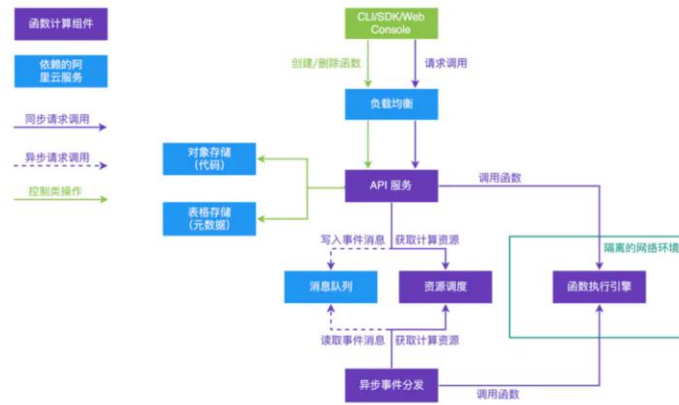 函数计算组件
CLI/SDK/Web
Console
依赖的阿
里云服务
创建/删除函数
请求调用
负载均衡
同步请求调用
异步请求调用
对象存储
(代码)
API 服务
调用函数
控制类操作
表格存储
(元数据)
写入事件消息
获取计算资源
隔离的网络环境
消息队列
资源调度
函数执行引擎
读取事件消息
获取计算资源
异步事件分发
调用函数